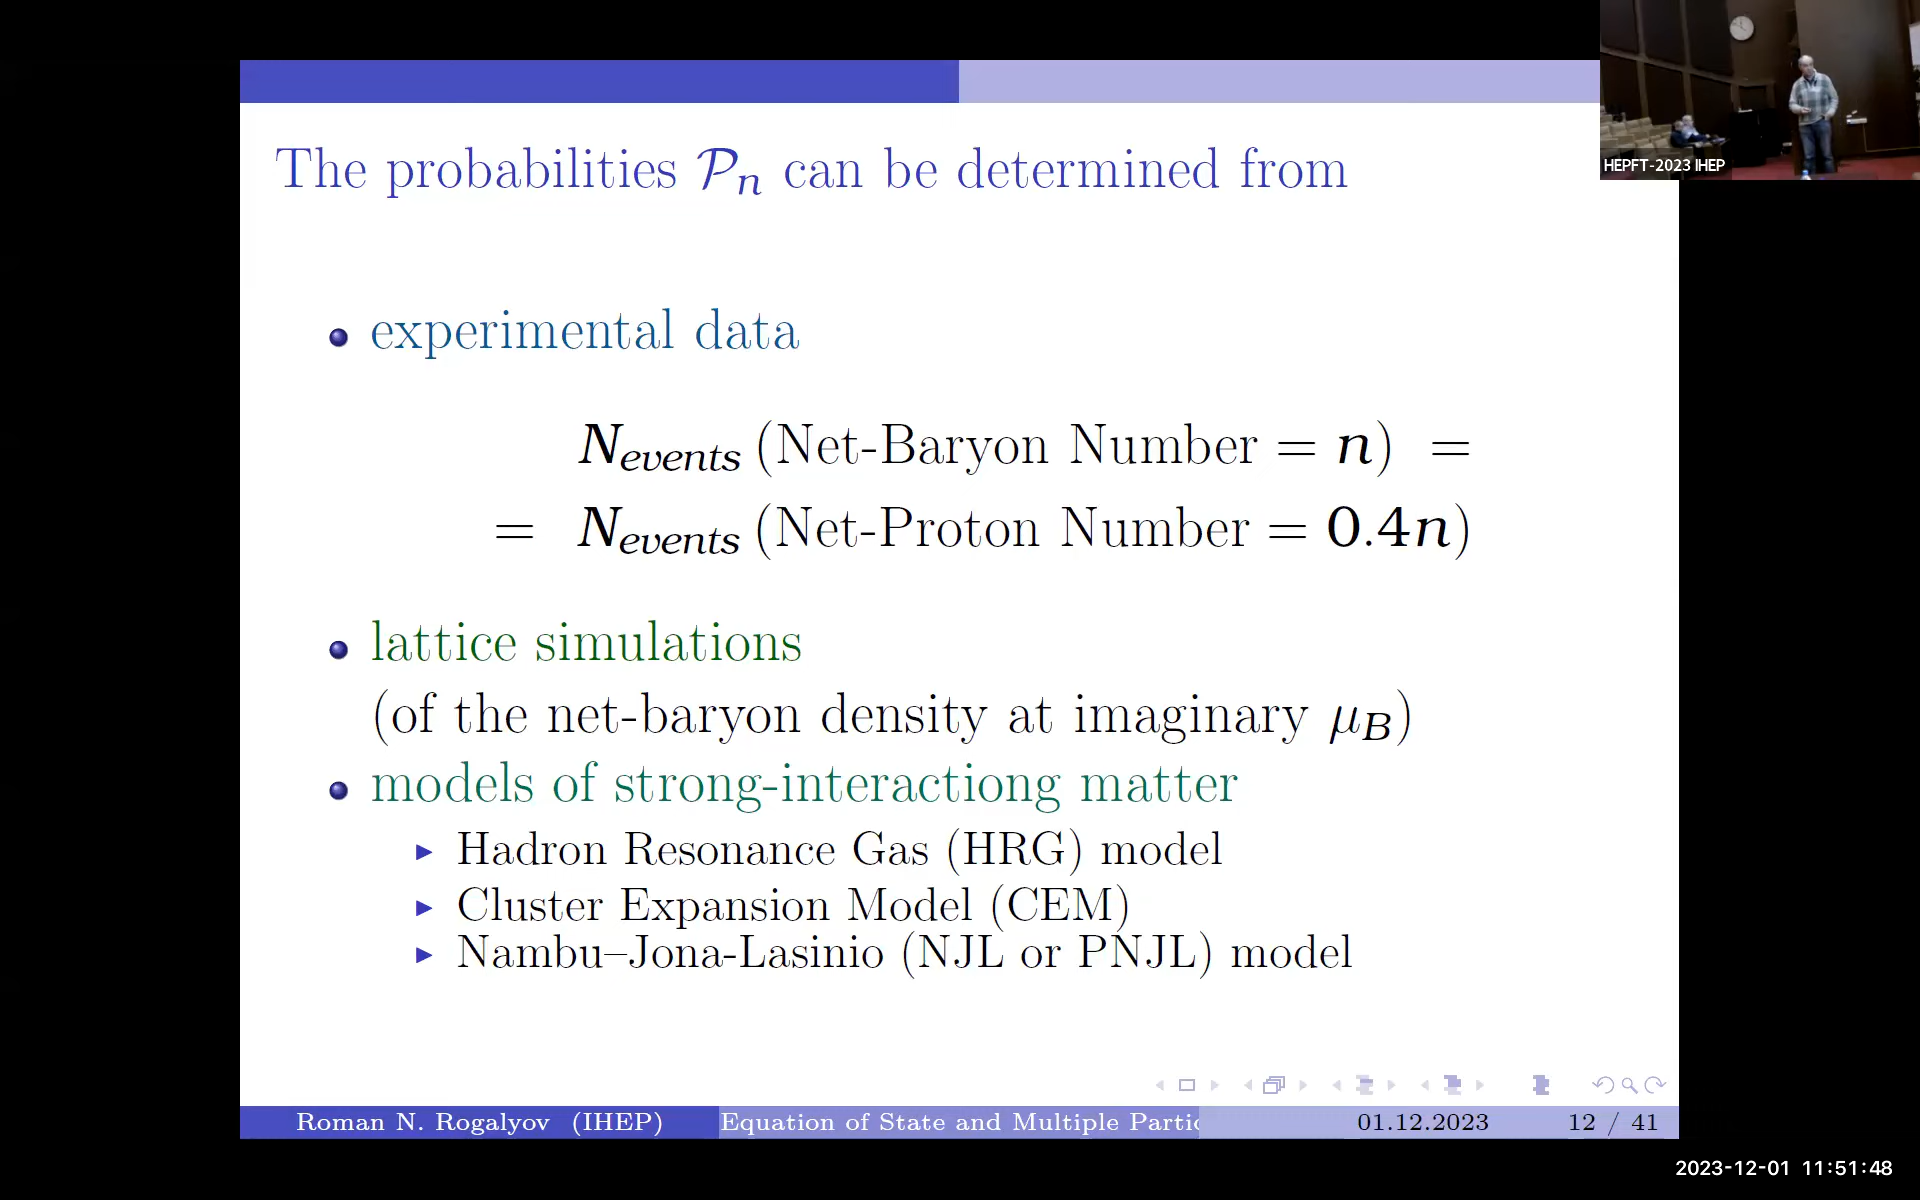 HEPFT-2023 IHEP
The probabilities 𝒫ₙ can be determined from
experimental data
N_events (Net-Baryon Number = n) =
= N_events (Net-Proton Number = 0.4n)
lattice simulations
(of the net-baryon density at imaginary μ_B)
models of strong-interactiong matter
Hadron Resonance Gas (HRG) model
Cluster Expansion Model (CEM)
Nambu–Jona-Lasinio (NJL or PNJL) model
Roman N. Rogalyov (IHEP) Equation of State and Multiple Partic 01.12.2023 12 / 41
2023-12-01 11:51:48